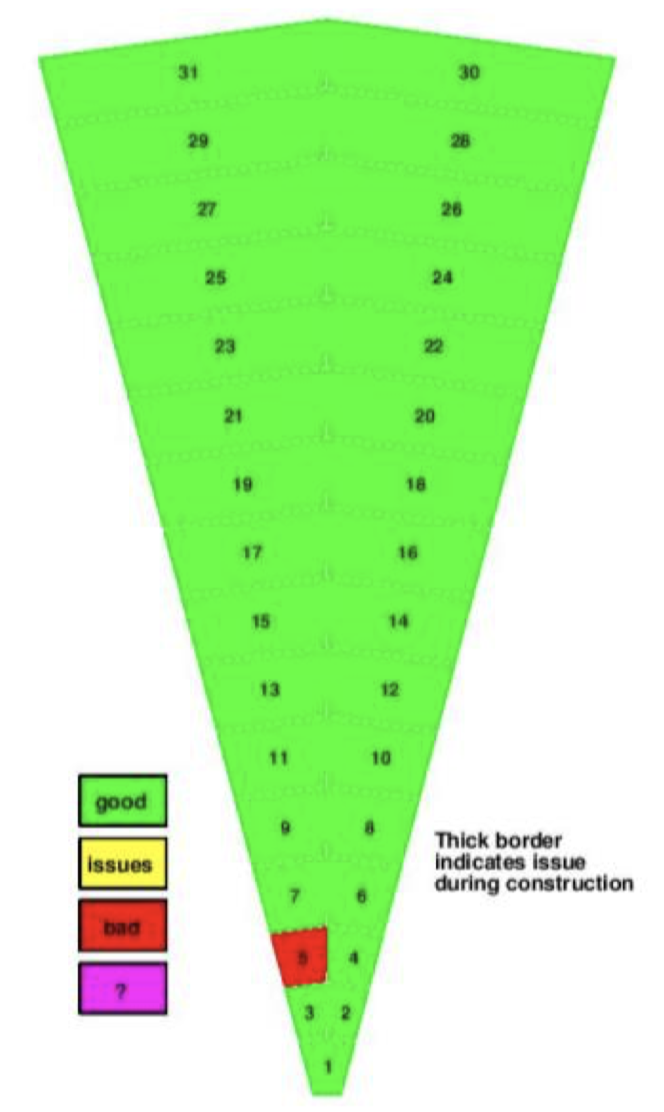 31 30
29 28
27 26
25 24
23 22
21 20
19 18
17 16
15 14
13 12
11 10
good
9 8
Thick border
indicates issue
during construction
issues
7 6
bad
5 4
?
3 2
1